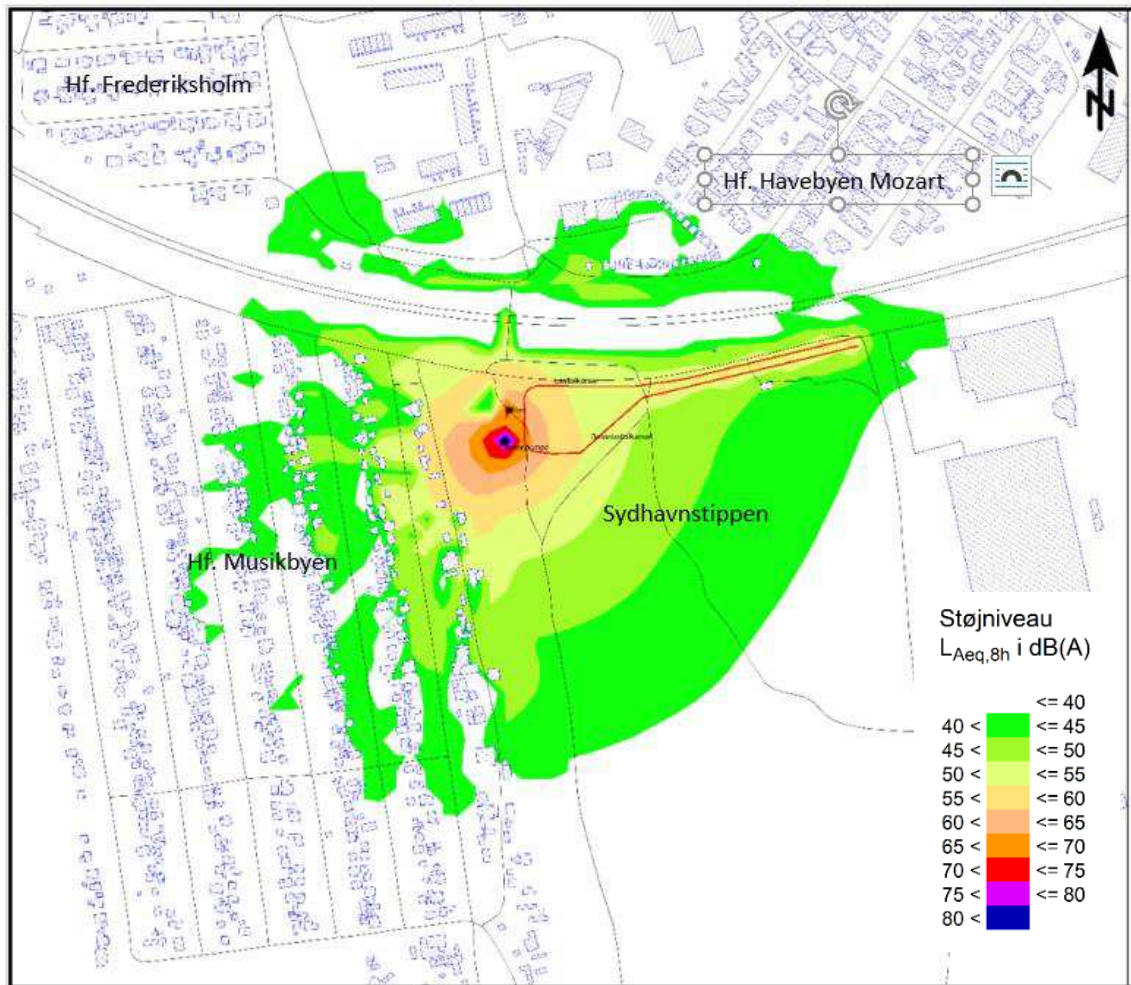 Hf. Frederiksholm
N
Hf. Havebyen Mozart
Sydhavnstippen
Hf. Musikbyen
Støjniveau
LAeq,8h i dB(A)
<= 40
40 < <= 45
45 < <= 50
50 < <= 55
55 < <= 60
60 < <= 65
65 < <= 70
70 < <= 75
75 < <= 80
80 <